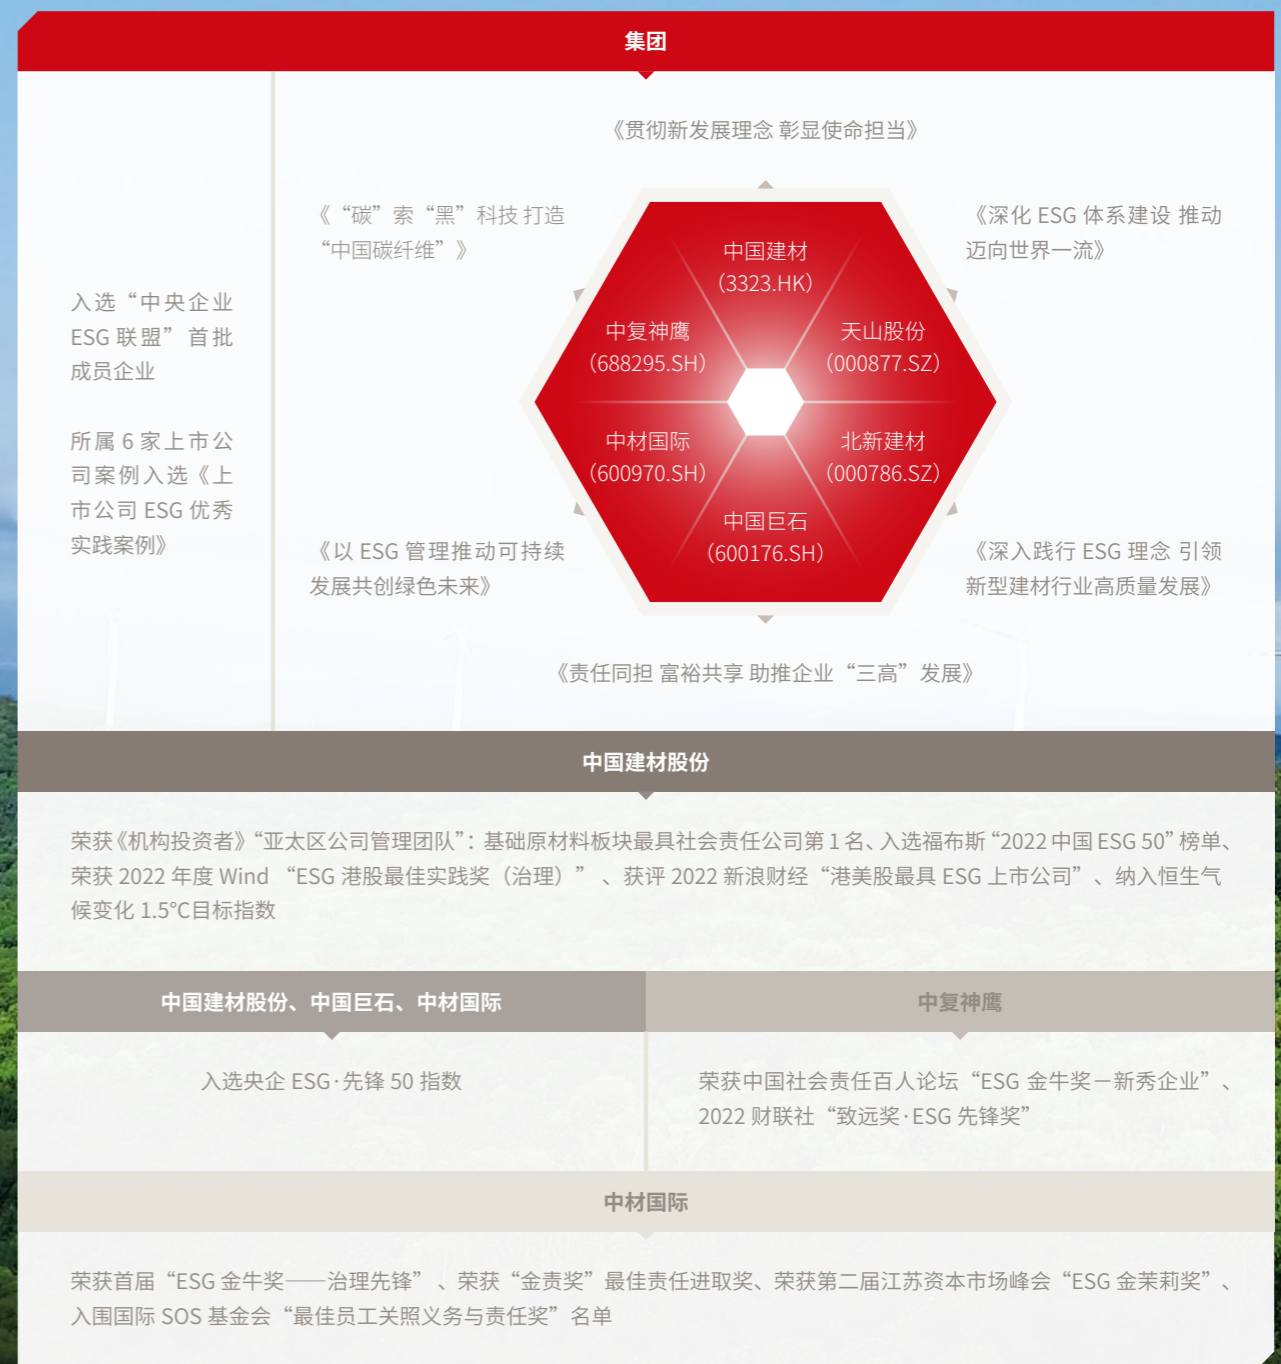 集团
入选“中央企业
ESG 联盟”首批
成员企业
所属 6 家上市公
司案例入选《上
市公司 ESG 优秀
实践案例》
《贯彻新发展理念 彰显使命担当》
《“碳”索“黑”科技 打造
“中国碳纤维”》
《深化 ESG 体系建设 推动
迈向世界一流》
中国建材
（3323.HK）
中复神鹰
（688295.SH）
天山股份
（000877.SZ）
中材国际
（600970.SH）
北新建材
（000786.SZ）
中国巨石
（600176.SH）
《以 ESG 管理推动可持续
发展共创绿色未来》
《深入践行 ESG 理念 引领
新型建材行业高质量发展》
《责任同担 富裕共享 助推企业“三高”发展》
中国建材股份
荣获《机构投资者》“亚太区公司管理团队”：基础原材料板块最具社会责任公司第 1 名、入选福布斯“2022 中国 ESG 50”榜单、
荣获 2022 年度 Wind “ESG 港股最佳实践奖（治理）”、获评 2022 新浪财经“港美股最具 ESG 上市公司”、纳入恒生气
候变化 1.5℃目标指数
中国建材股份、中国巨石、中材国际
入选央企 ESG·先锋 50 指数
中复神鹰
荣获中国社会责任百人论坛“ESG 金牛奖－新秀企业”、
2022 财联社“致远奖·ESG 先锋奖”
中材国际
荣获首届“ESG 金牛奖——治理先锋”、荣获“金责奖”最佳责任进取奖、荣获第二届江苏资本市场峰会“ESG 金茉莉奖”、
入围国际 SOS 基金会“最佳员工关照义务与责任奖”名单